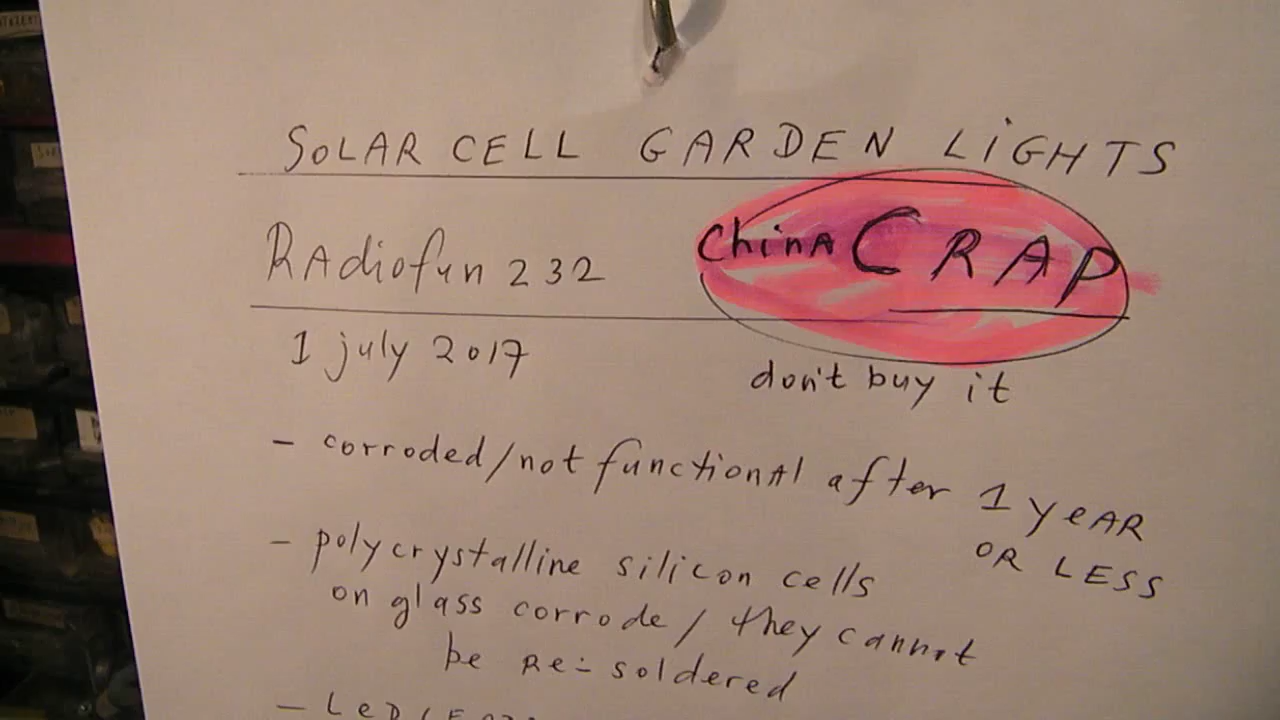 SOLAR CELL GARDEN LiGHTS
RAdiofun 232
chinA CRAP
1 july 2017
don't buy it
- corroded/not functionAl after 1 yeAR
OR LESS
- polycrystalline silicon cells
on glass corrode/they cannot
be Re-soldered
- LeD